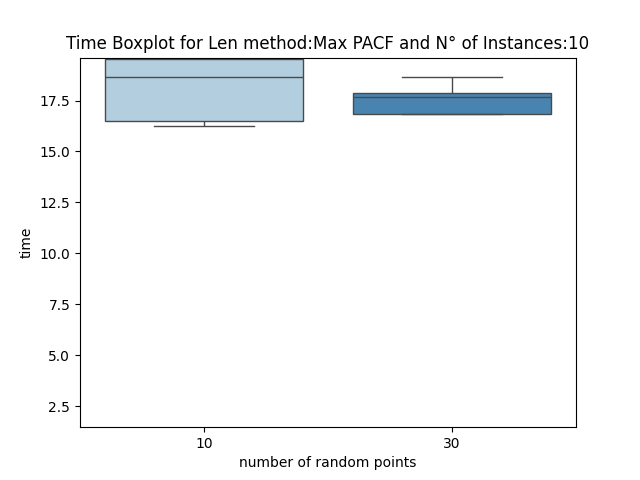 Time Boxplot for Len method:Max PACF and N° of Instances:10
17.5
15.0
12.5
10.0
7.5
5.0
2.5
time
10 30
number of random points